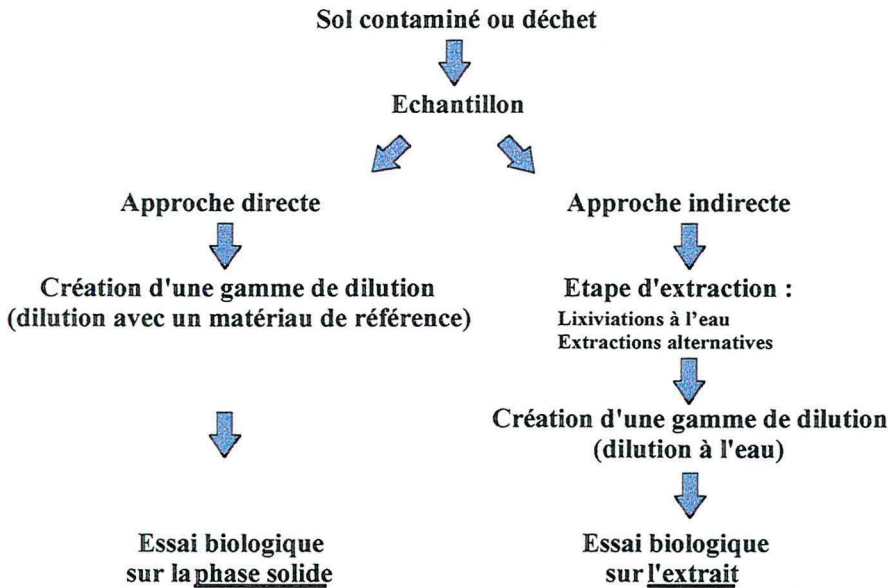 Sol contaminé ou déchet
Echantillon
Approche directe
Création d'une gamme de dilution
(dilution avec un matériau de référence)
Essai biologique
sur la phase solide
Approche indirecte
Etape d'extraction :
Lixiviations à l'eau
Extractions alternatives
Création d'une gamme de dilution
(dilution à l'eau)
Essai biologique
sur l'extrait